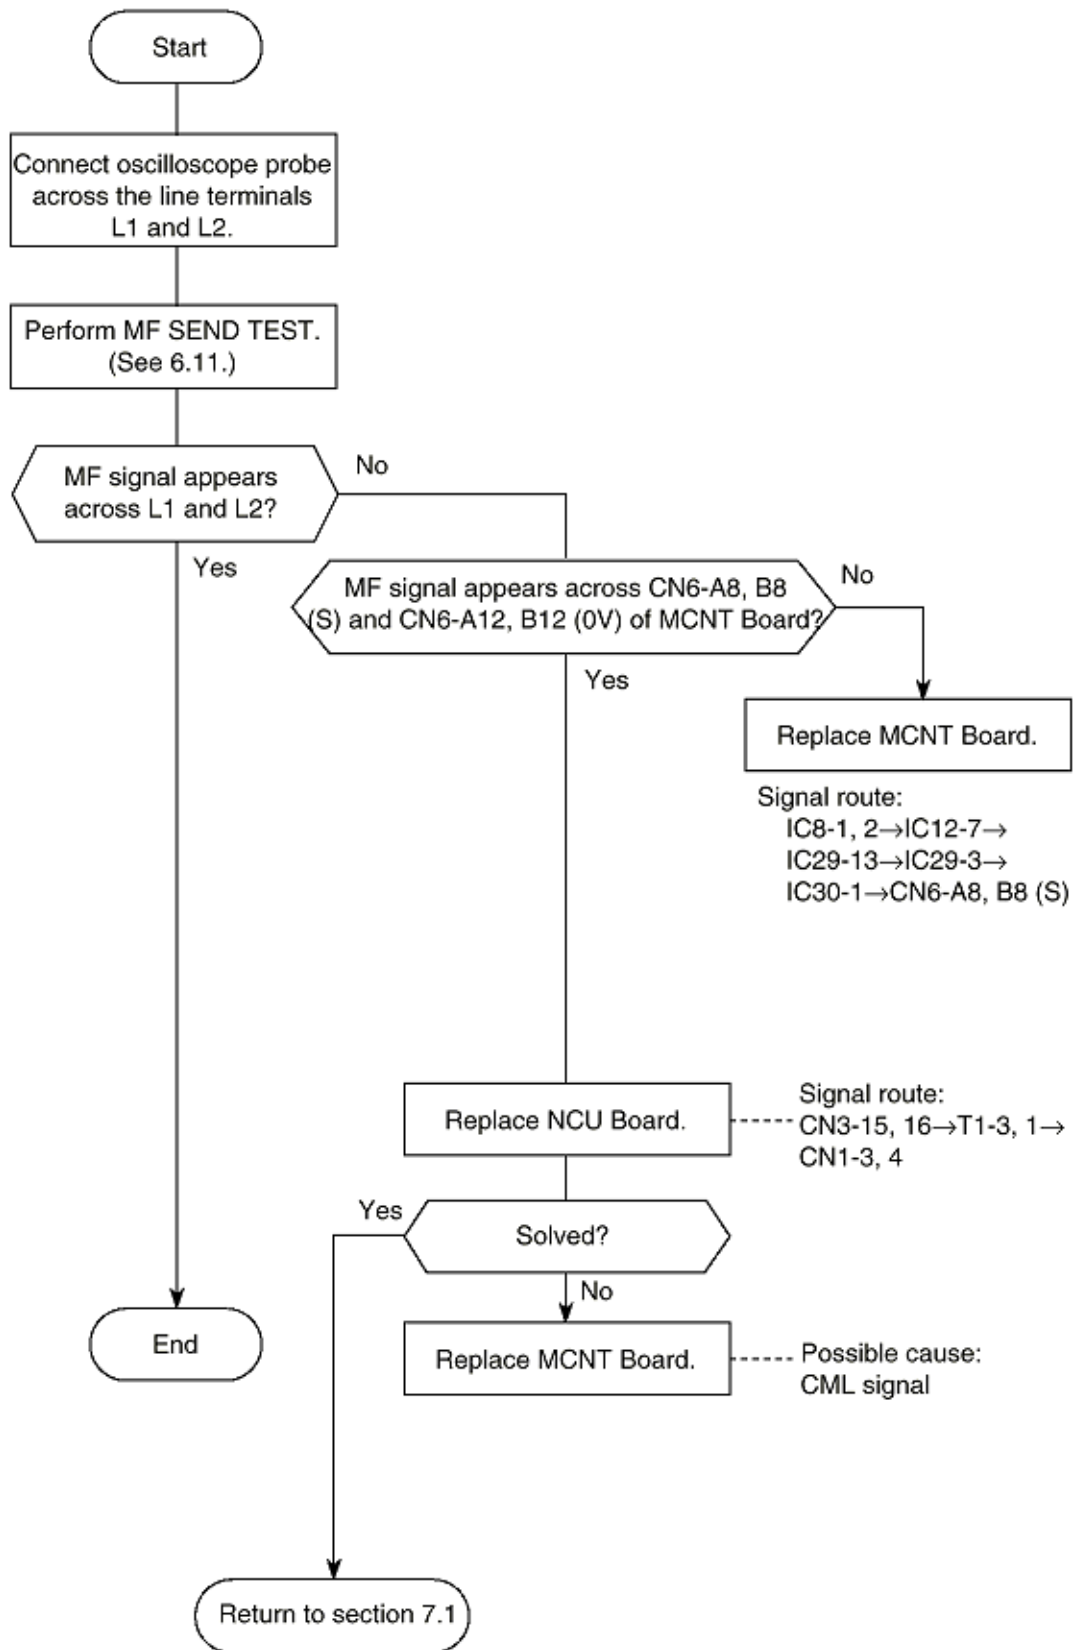 Start
Connect oscilloscope probe
across the line terminals
L1 and L2.
Perform MF SEND TEST.
(See 6.11.)
MF signal appears
across L1 and L2?
No
Yes
MF signal appears across CN6-A8, B8
(S) and CN6-A12, B12 (0V) of MCNT Board?
No
Yes
Replace MCNT Board.
Signal route:
IC8-1, 2→IC12-7→
IC29-13→IC29-3→
IC30-1→CN6-A8, B8 (S)
Replace NCU Board.
Signal route:
CN3-15, 16→T1-3, 1→
CN1-3, 4
Yes
Solved?
No
End
Replace MCNT Board.
Possible cause:
CML signal
Return to section 7.1